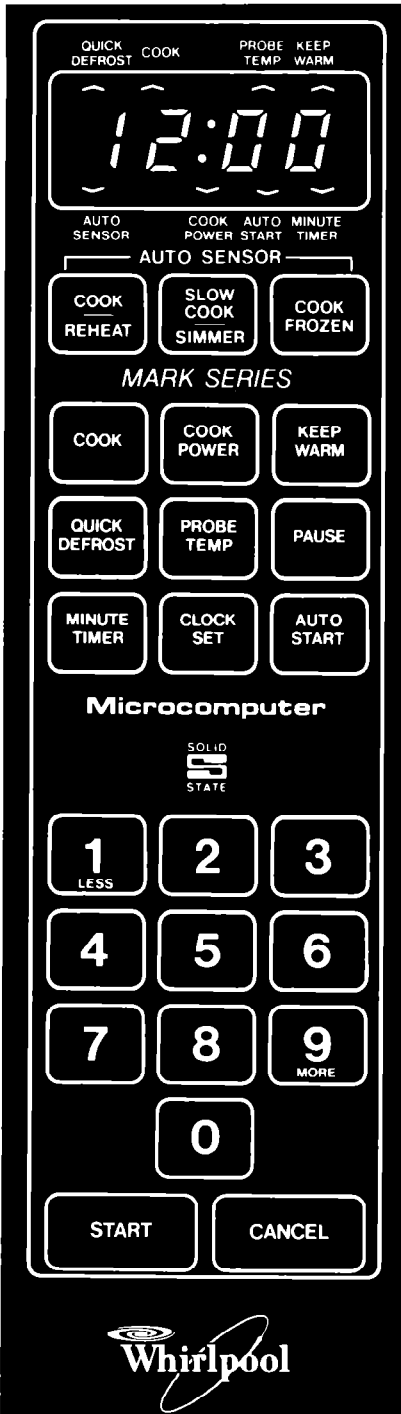 QUICK COOK PROBE KEEP
DEFROST TEMP WARM
12:00
AUTO COOK AUTO MINUTE
SENSOR POWER START TIMER
AUTO SENSOR
COOK
REHEAT
SLOW
COOK
SIMMER
COOK
FROZEN
MARK SERIES
COOK
COOK
POWER
KEEP
WARM
QUICK
DEFROST
PROBE
TEMP
PAUSE
MINUTE
TIMER
CLOCK
SET
AUTO
START
Microcomputer
SOLID
S
STATE
1
LESS
2
3
4
5
6
7
8
9
MORE
0
START
CANCEL
Whirlpool